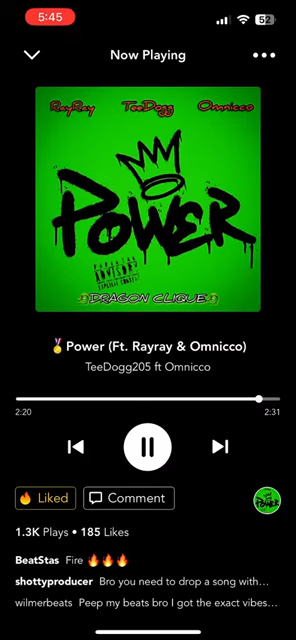 5:45
52
Now Playing
RayRay TeeDogg Omnicco
POWER
PARENTAL
ADVISORY
EXPLICIT CONTENT
🐉DRAGON CLIQUE🐉
🏅Power (Ft. Rayray & Omnicco)
TeeDogg205 ft Omnicco
2:20 2:31
🔥 Liked Comment
POWER
1.3K Plays • 185 Likes
BeatStas Fire 🔥🔥🔥
shottyproducer Bro you need to drop a song with…
wilmerbeats Peep my beats bro I got the exact vibes…